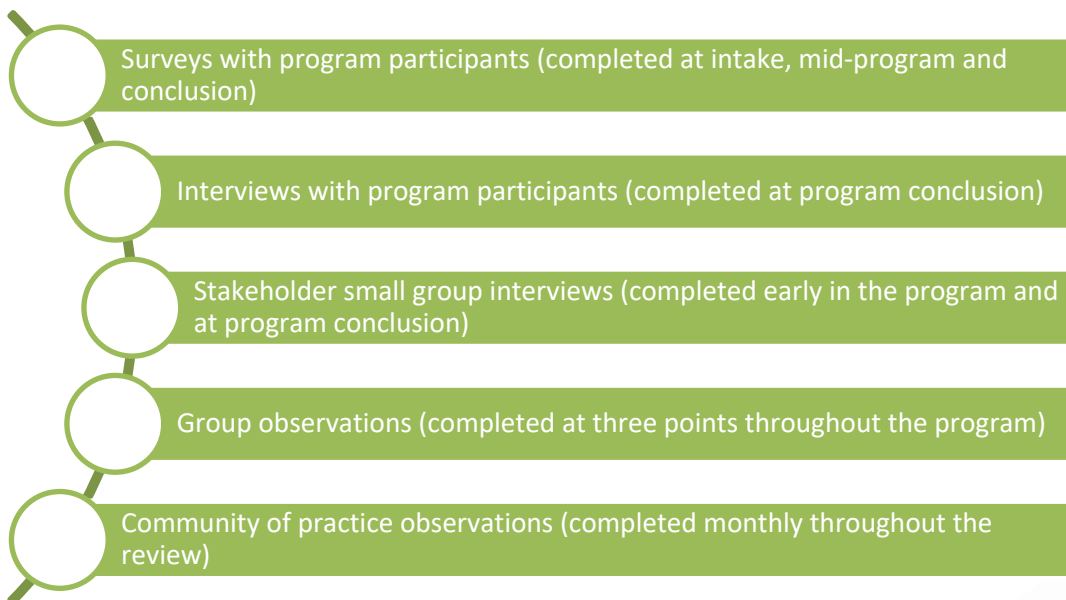 Surveys with program participants (completed at intake, mid-program and
conclusion)
Interviews with program participants (completed at program conclusion)
Stakeholder small group interviews (completed early in the program and
at program conclusion)
Group observations (completed at three points throughout the program)
Community of practice observations (completed monthly throughout the
review)